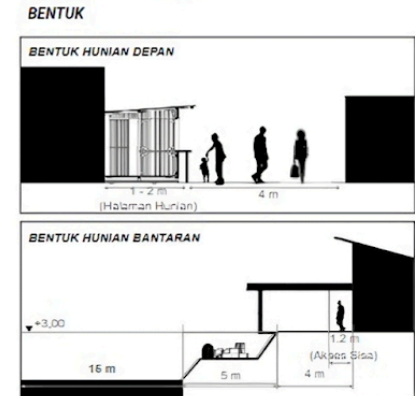 BENTUK
BENTUK HUNIAN DEPAN
1 - 2 m
4 m
(Halaman Hunian)
BENTUK HUNIAN BANTARAN
+3,00
1.2 m
(Akses Sisa)
15 m
5 m
4 m